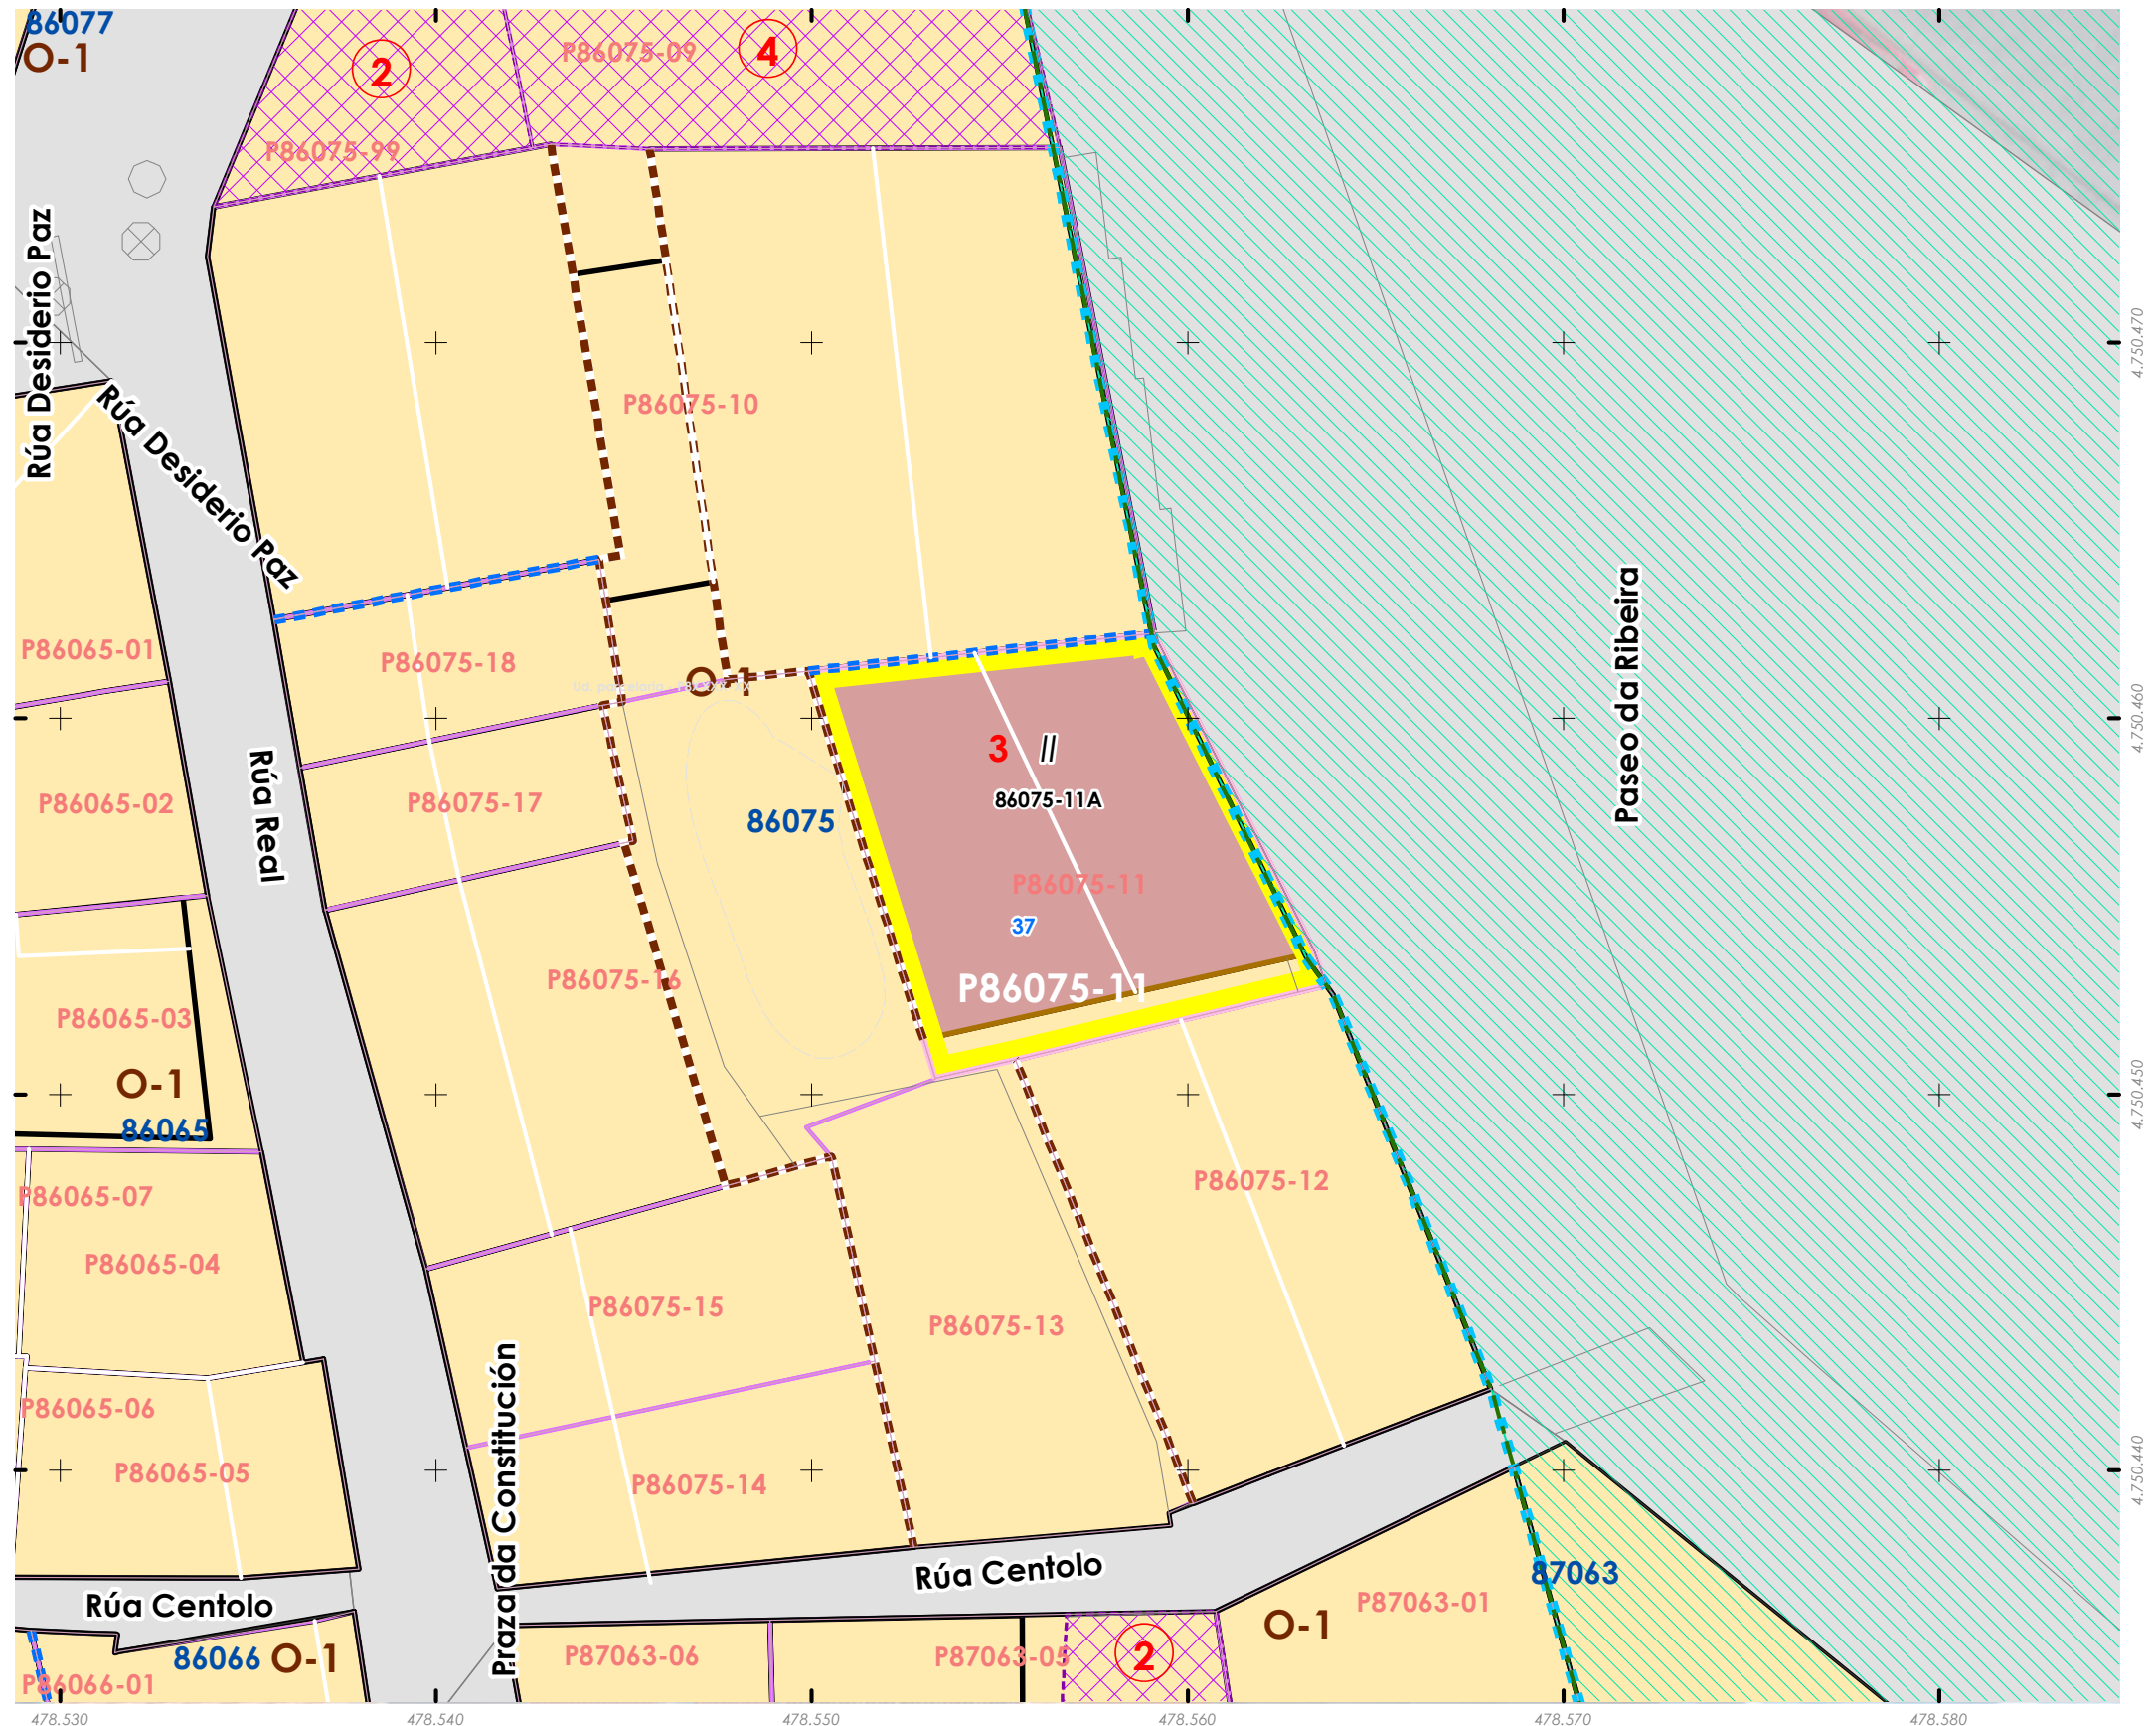 86077
O-1
2
P86075-09
4
P86075-99
Rúa Desiderio Paz
Rúa Desiderio Paz
P86075-10
4.750.470
P86065-01
P86075-18
O-1
Paseo da Ribeira
4.750.460
3 II
86075-11A
P86065-02
Rúa Real
P86075-17
86075
P86075-11
37
P86075-16
P86075-11
P86065-03
O-1
86065
4.750.450
P86065-07
P86075-12
P86065-04
P86075-15
P86075-13
P86065-06
P86065-05
Praza da Constitución
P86075-14
4.750.440
Rúa Centolo
Rúa Centolo
87063
P87063-01
O-1
86066 O-1
P87063-06
P87063-05
2
P86066-01
478.530
478.540
478.550
478.560
478.570
478.580